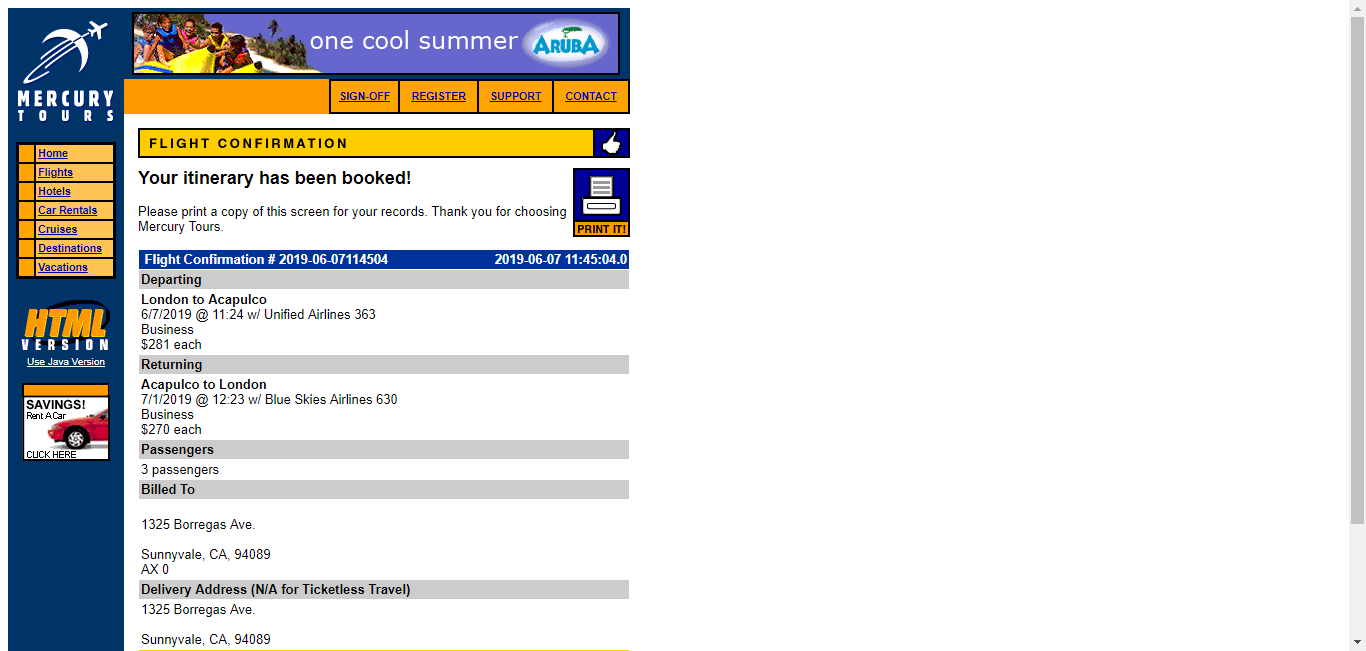 one cool summer ARUBA
MERCURY
TOURS
SIGN-OFF REGISTER SUPPORT CONTACT
Home
Flights
Hotels
Car Rentals
Cruises
Destinations
Vacations
HTML
VERSION
Use Java Version
SAVINGS!
Rent A Car
CLICK HERE
FLIGHT CONFIRMATION
Your itinerary has been booked!
Please print a copy of this screen for your records. Thank you for choosing
Mercury Tours.
PRINT IT!
Flight Confirmation # 2019-06-07114504 2019-06-07 11:45:04.0
Departing
London to Acapulco
6/7/2019 @ 11:24 w/ Unified Airlines 363
Business
$281 each
Returning
Acapulco to London
7/1/2019 @ 12:23 w/ Blue Skies Airlines 630
Business
$270 each
Passengers
3 passengers
Billed To
1325 Borregas Ave.
Sunnyvale, CA, 94089
AX 0
Delivery Address (N/A for Ticketless Travel)
1325 Borregas Ave.
Sunnyvale, CA, 94089